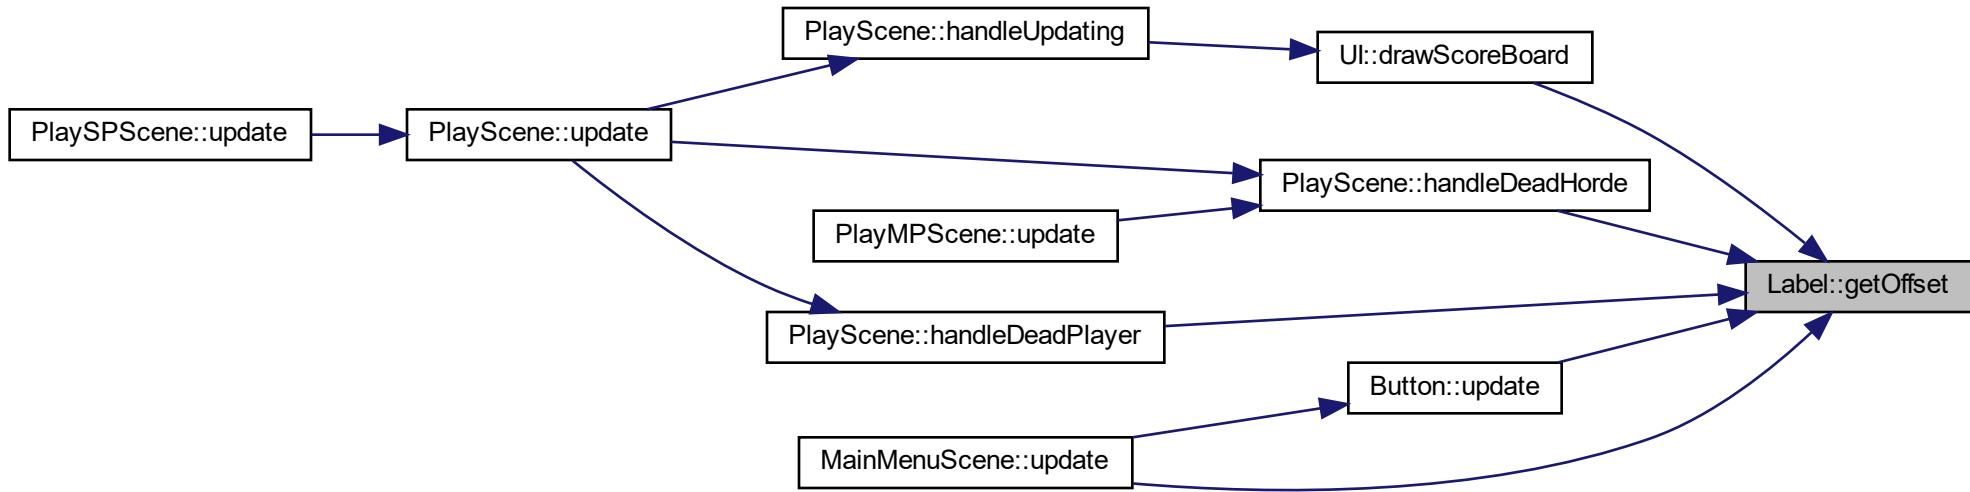 PlayScene::handleUpdating
UI::drawScoreBoard
PlaySPScene::update
PlayScene::update
PlayScene::handleDeadHorde
PlayMPScene::update
Label::getOffset
PlayScene::handleDeadPlayer
Button::update
MainMenuScene::update